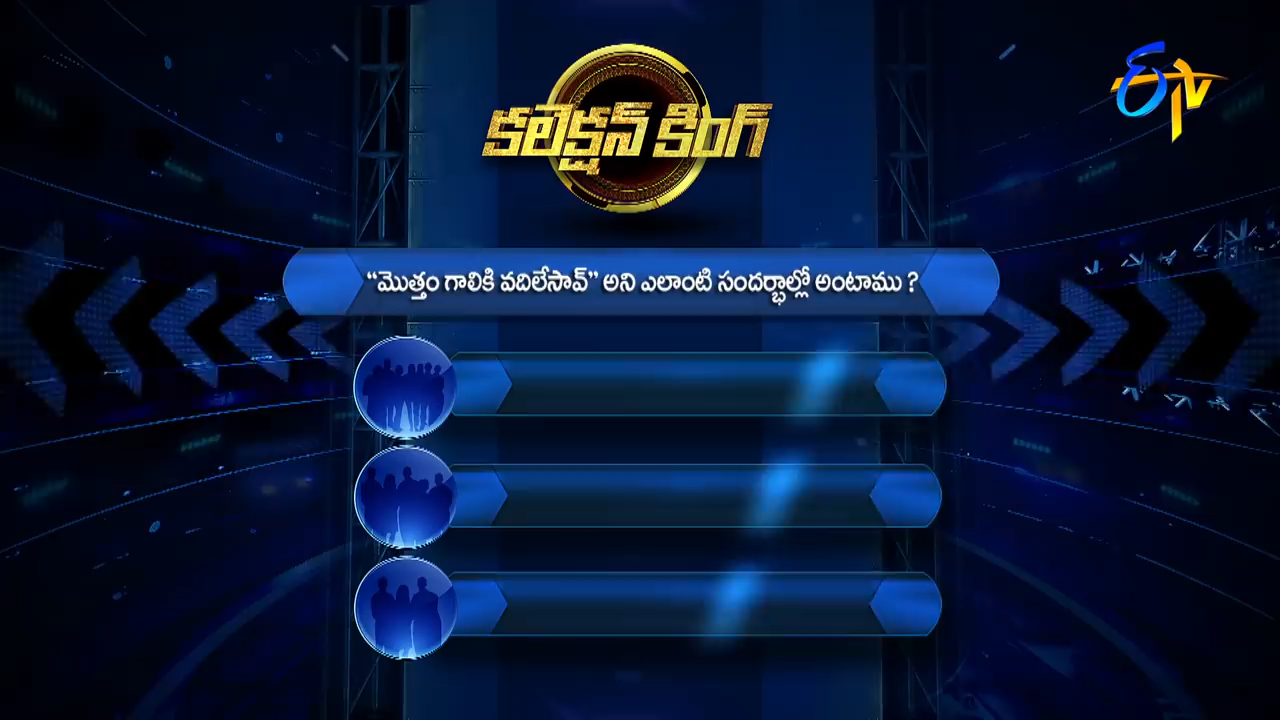 ETV
కలెక్షన్ కింగ్
“మొత్తం గాలికి వదిలేసావ్” అని ఎలాంటి సందర్భాల్లో అంటాము ?